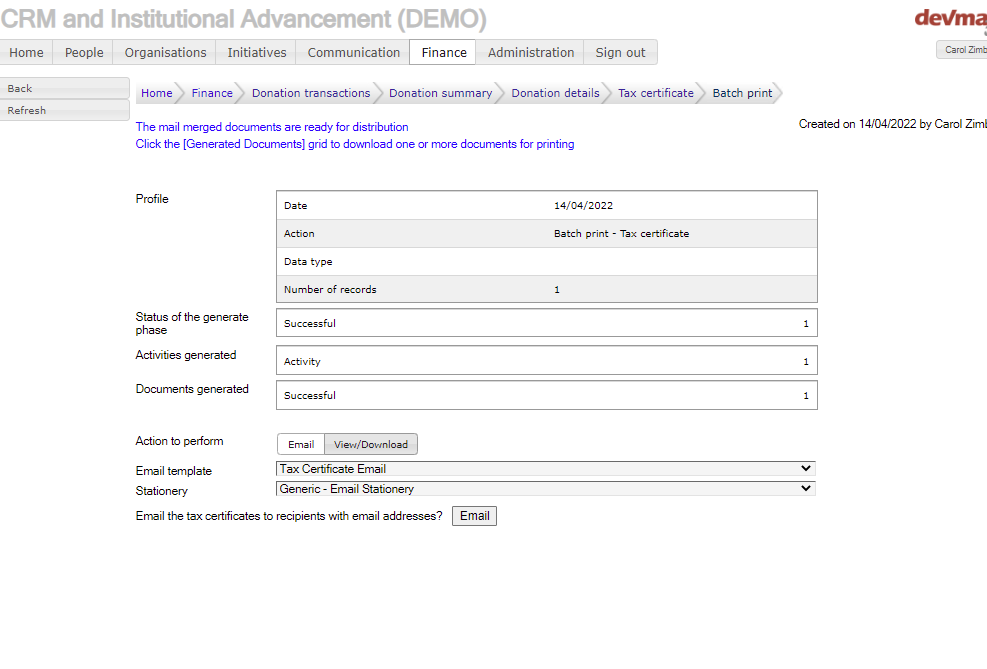 CRM and Institutional Advancement (DEMO)
Home People Organisations Initiatives Communication Finance Administration Sign out
Back
Refresh
Home Finance Donation transactions Donation summary Donation details Tax certificate Batch print
The mail merged documents are ready for distribution
Click the [Generated Documents] grid to download one or more documents for printing
Created on 14/04/2022 by Carol
Carol
Profile
Date 14/04/2022
Action Batch print - Tax certificate
Data type
Number of records 1
Status of the generate
phase
Successful 1
Activities generated
Activity 1
Documents generated
Successful 1
Action to perform
Email View/Download
Email template
Tax Certificate Email
Stationery
Generic - Email Stationery
Email the tax certificates to recipients with email addresses? Email